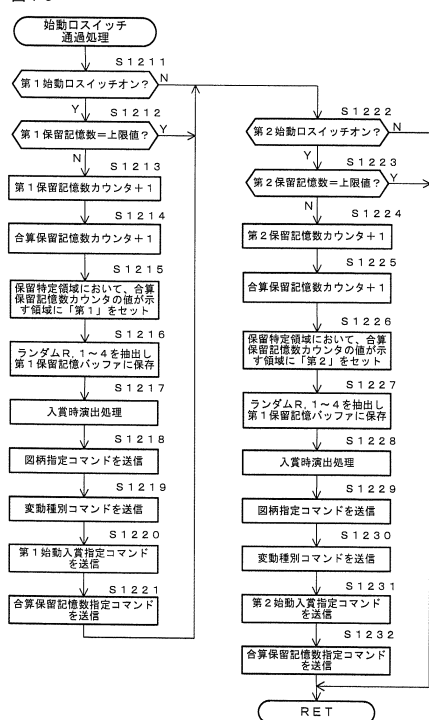 始動口スイッチ
通過処理
S1211
第1始動口スイッチオン?
N
Y
S1212
第1保留記憶数=上限値?
Y
N
S1213
第1保留記憶数カウンタ+1
S1214
合算保留記憶数カウンタ+1
S1215
保留特定領域において、合算
保留記憶数カウンタの値が示
す領域に「第1」をセット
S1216
ランダムR,1~4を抽出し
第1保留記憶バッファに保存
S1217
入賞時演出処理
S1218
図柄指定コマンドを送信
S1219
変動種別コマンドを送信
S1220
第1始動入賞指定コマンド
を送信
S1221
合算保留記憶数指定コマンド
を送信
S1222
第2始動口スイッチオン?
N
Y
S1223
第2保留記憶数=上限値?
Y
N
S1224
第2保留記憶数カウンタ+1
S1225
合算保留記憶数カウンタ+1
S1226
保留特定領域において、合算
保留記憶数カウンタの値が示
す領域に「第2」をセット
S1227
ランダムR,1~4を抽出し
第1保留記憶バッファに保存
S1228
入賞時演出処理
S1229
図柄指定コマンドを送信
S1230
変動種別コマンドを送信
S1231
第2始動入賞指定コマンド
を送信
S1232
合算保留記憶数指定コマンド
を送信
RET